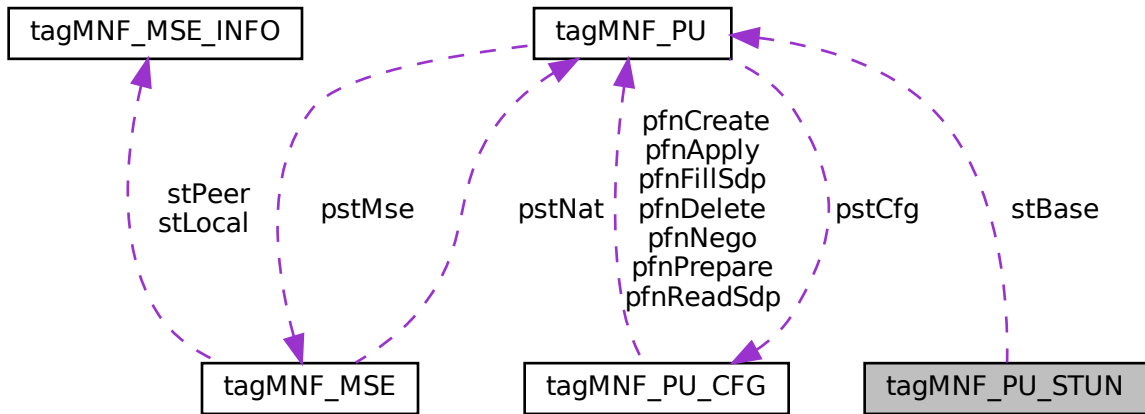 tagMNF_MSE_INFO
tagMNF_PU
stPeer
stLocal
pstMse
pstNat
pfnCreate
pfnApply
pfnFillSdp
pfnDelete
pfnNego
pfnPrepare
pfnReadSdp
pstCfg
stBase
tagMNF_MSE
tagMNF_PU_CFG
tagMNF_PU_STUN